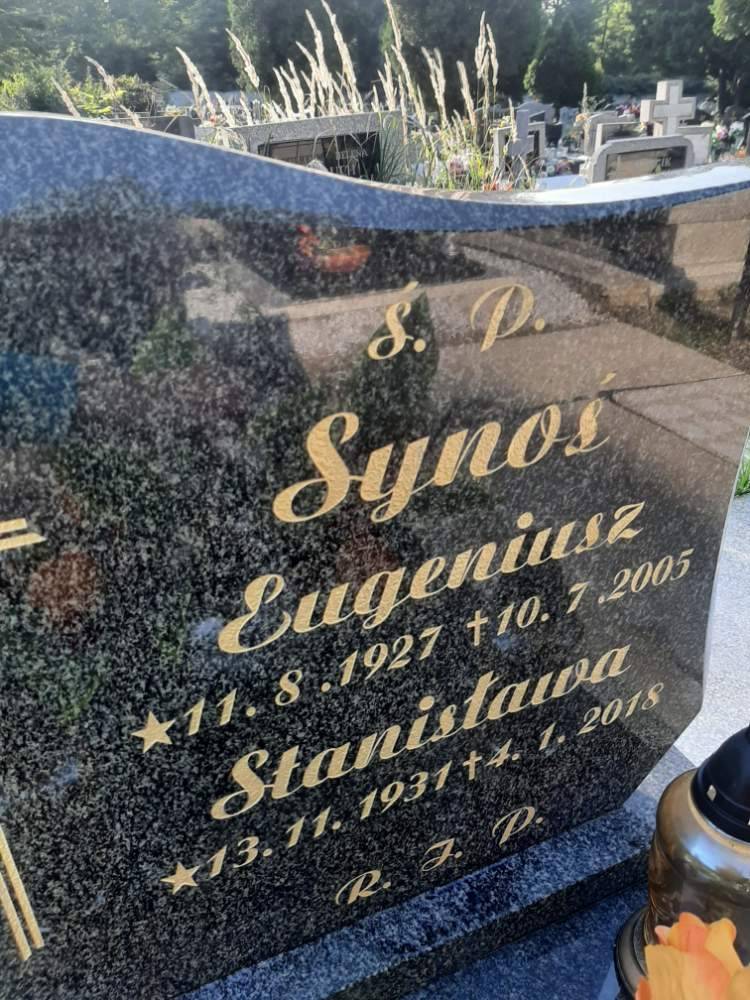 Ś. P.
Synoś
Eugeniusz
★11. 8 .1927 ✝10. 7 .2005
Stanisława
★13. 11. 1931 ✝4. 1. 2018
R. I. P.